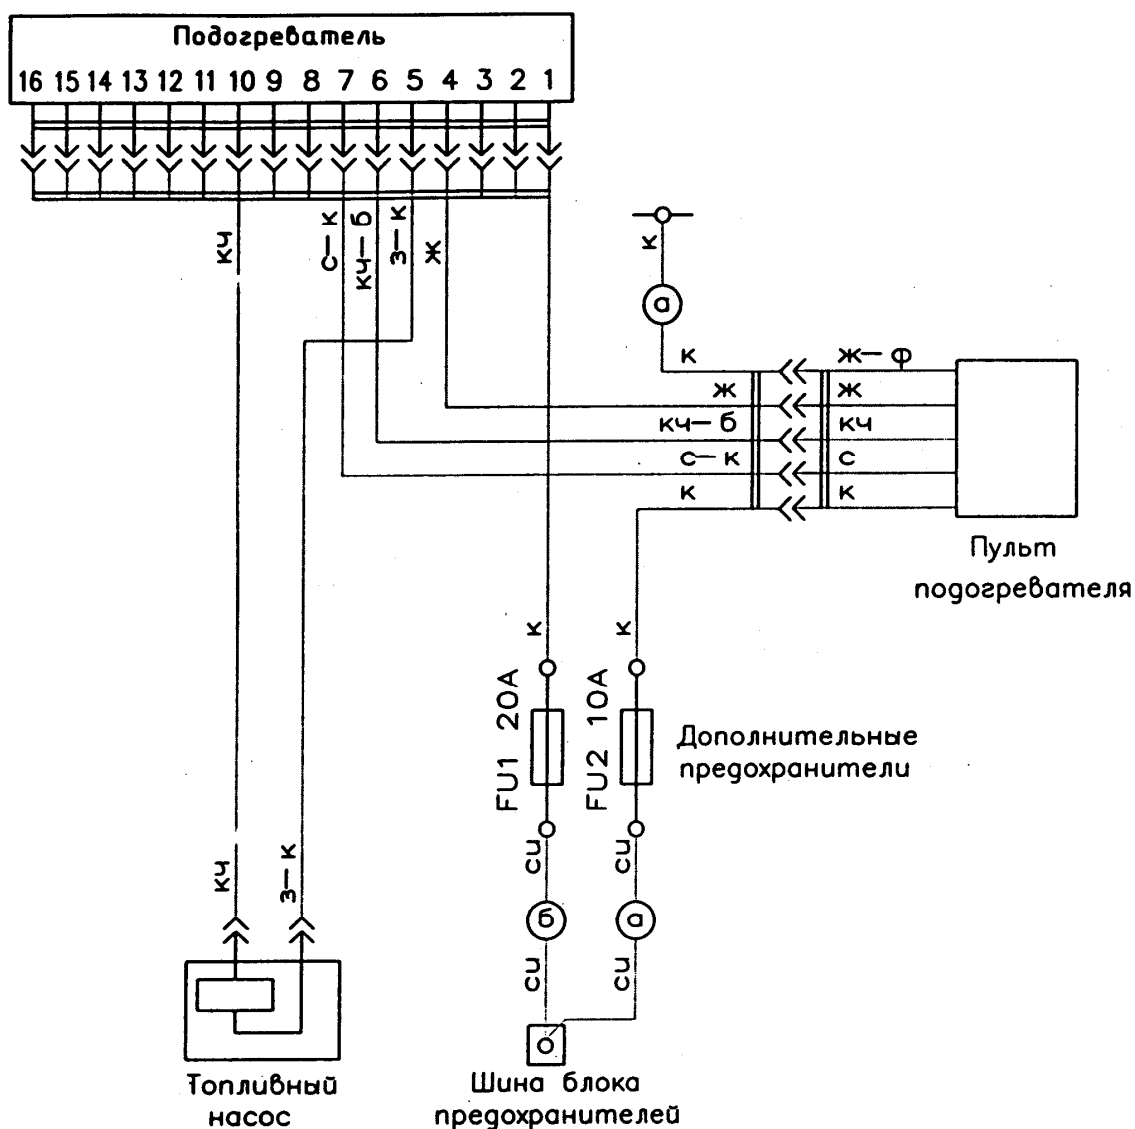 Подогреватель
16 15 14 13 12 11 10 9 8 7 6 5 4 3 2 1
кч
с–к
кч–б
з–к
ж
к
а
к
ж–ф
ж
ж
кч–б
кч
с–к
с
к
к
Пульт
подогревателя
к
к
FU1 20А
FU2 10А
Дополнительные
предохранители
си
си
кч
з–к
б
а
си
си
Топливный
насос
Шина блока
предохранителей